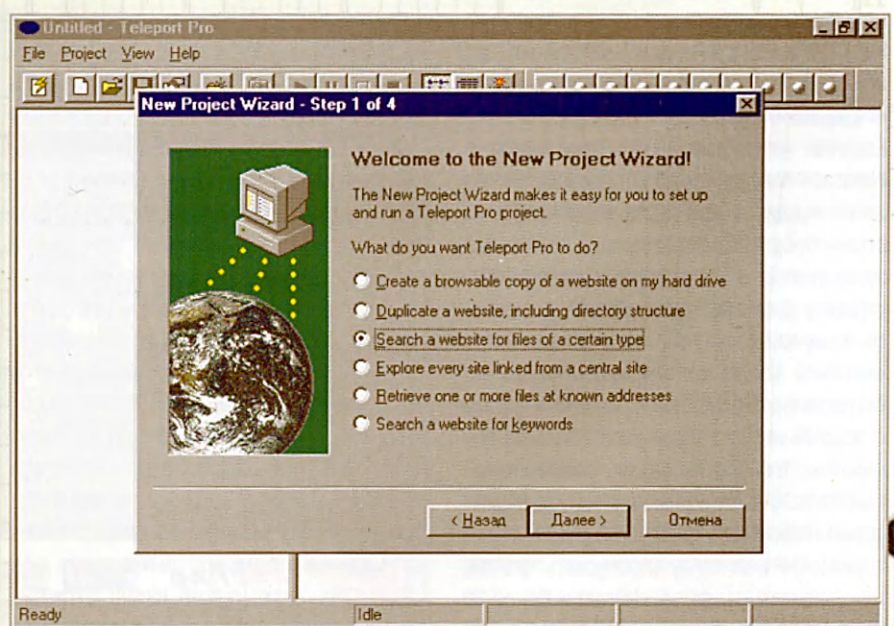 Untitled - Teleport Pro
File Project View Help
New Project Wizard - Step 1 of 4
Welcome to the New Project Wizard!
The New Project Wizard makes it easy for you to set up
and run a Teleport Pro project.
What do you want Teleport Pro to do?
Create a browsable copy of a website on my hard drive
Duplicate a website, including directory structure
Search a website for files of a certain type
Explore every site linked from a central site
Retrieve one or more files at known addresses
Search a website for keywords
< Назад Далее > Отмена
Ready Idle